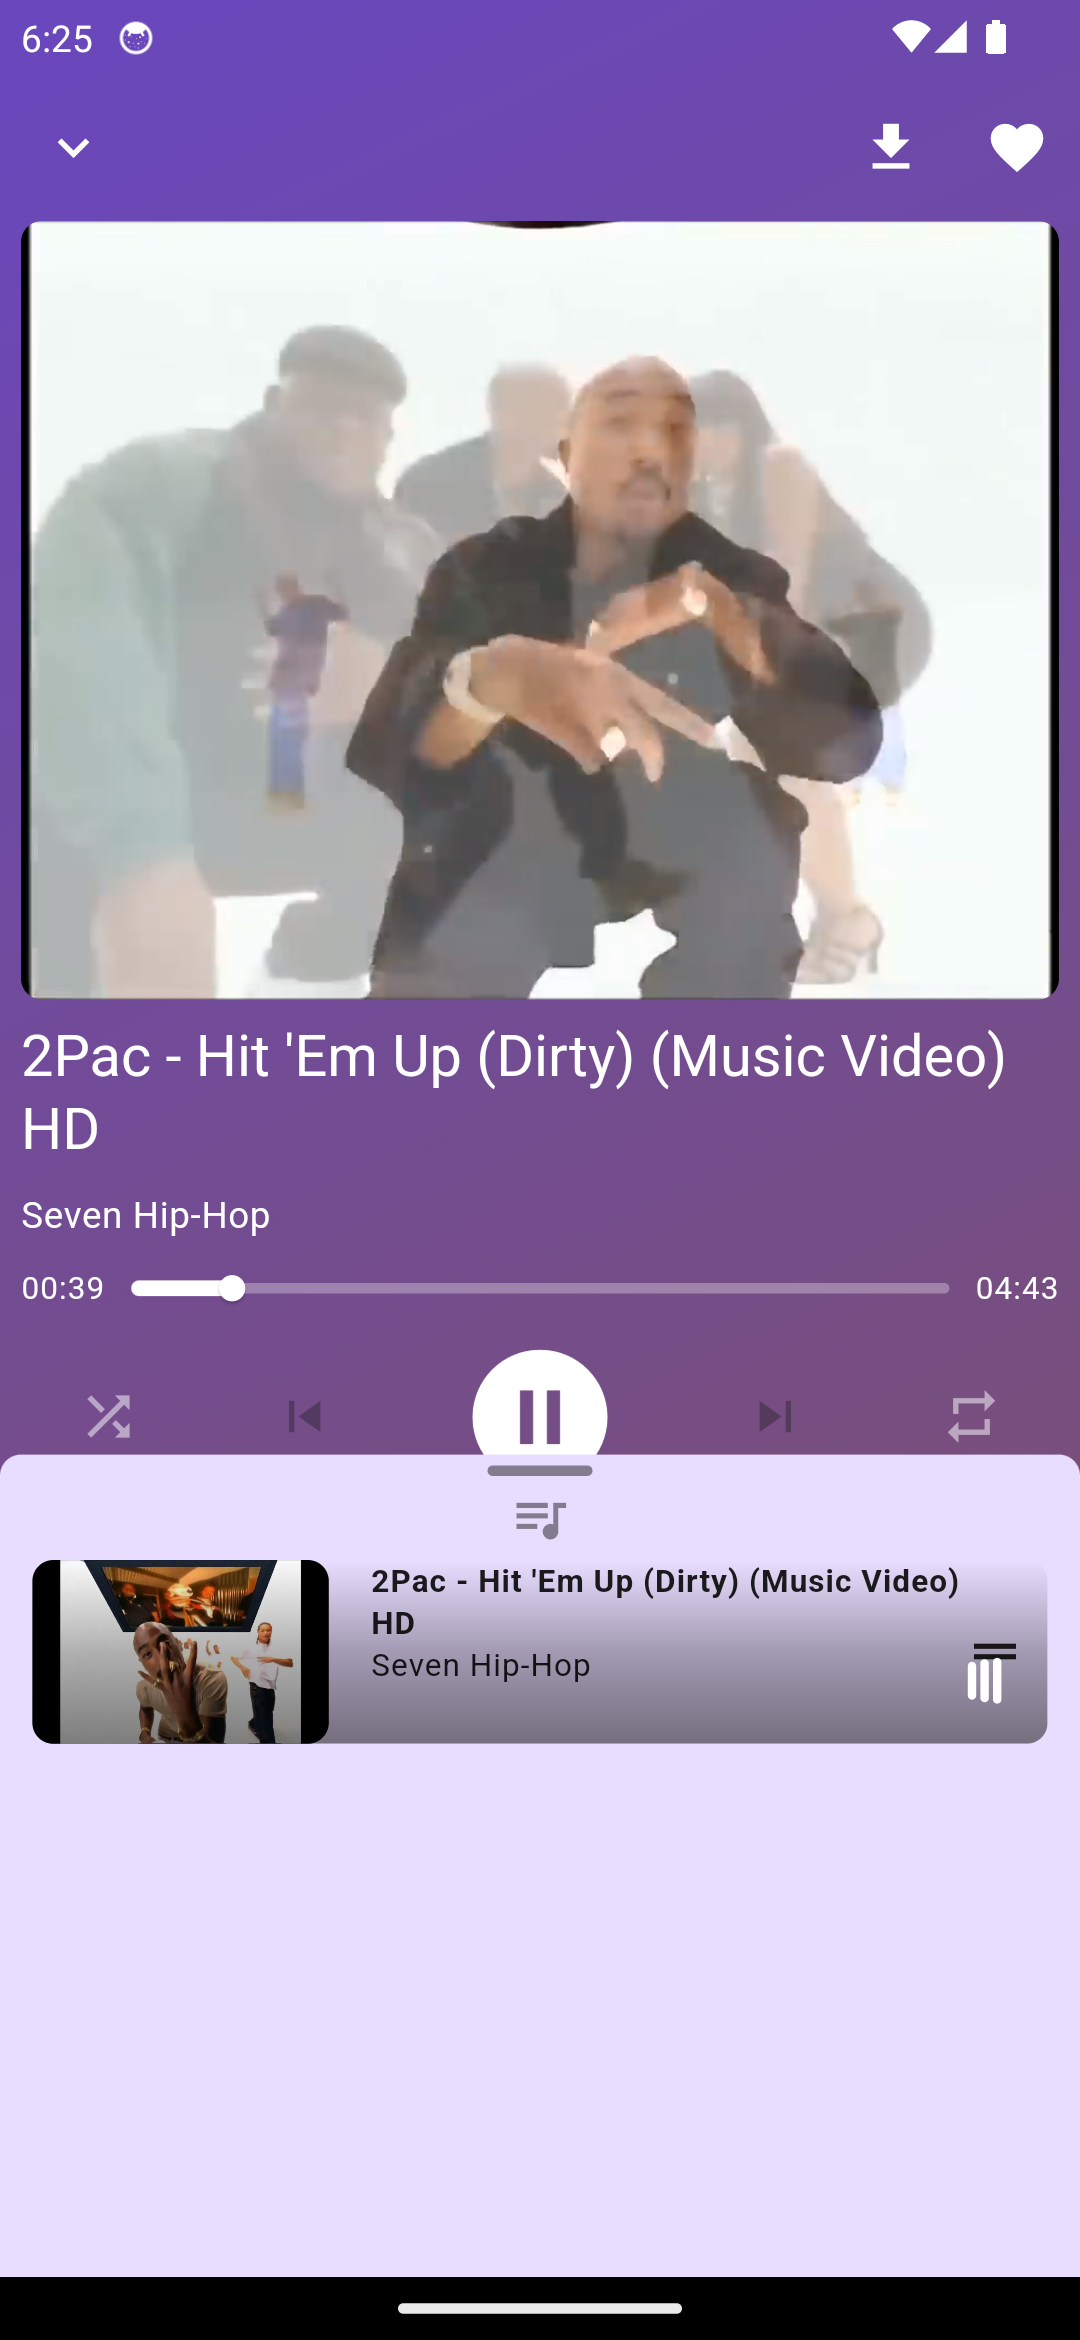 6:25
2Pac - Hit 'Em Up (Dirty) (Music Video)
HD
Seven Hip-Hop
00:39
04:43
2Pac - Hit 'Em Up (Dirty) (Music Video)
HD
Seven Hip-Hop